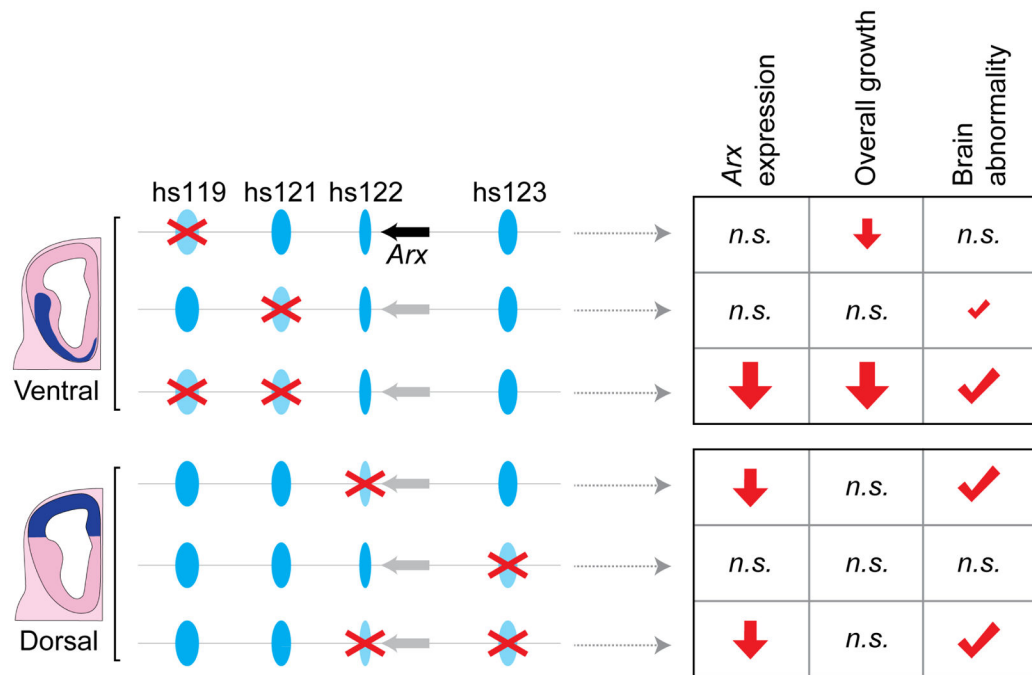 Arx
expression
Overall growth
Brain
abnormality
hs119 hs121 hs122 hs123
Arx
n.s. n.s.
n.s. n.s.
Ventral
n.s.
n.s. n.s. n.s.
n.s.
Dorsal